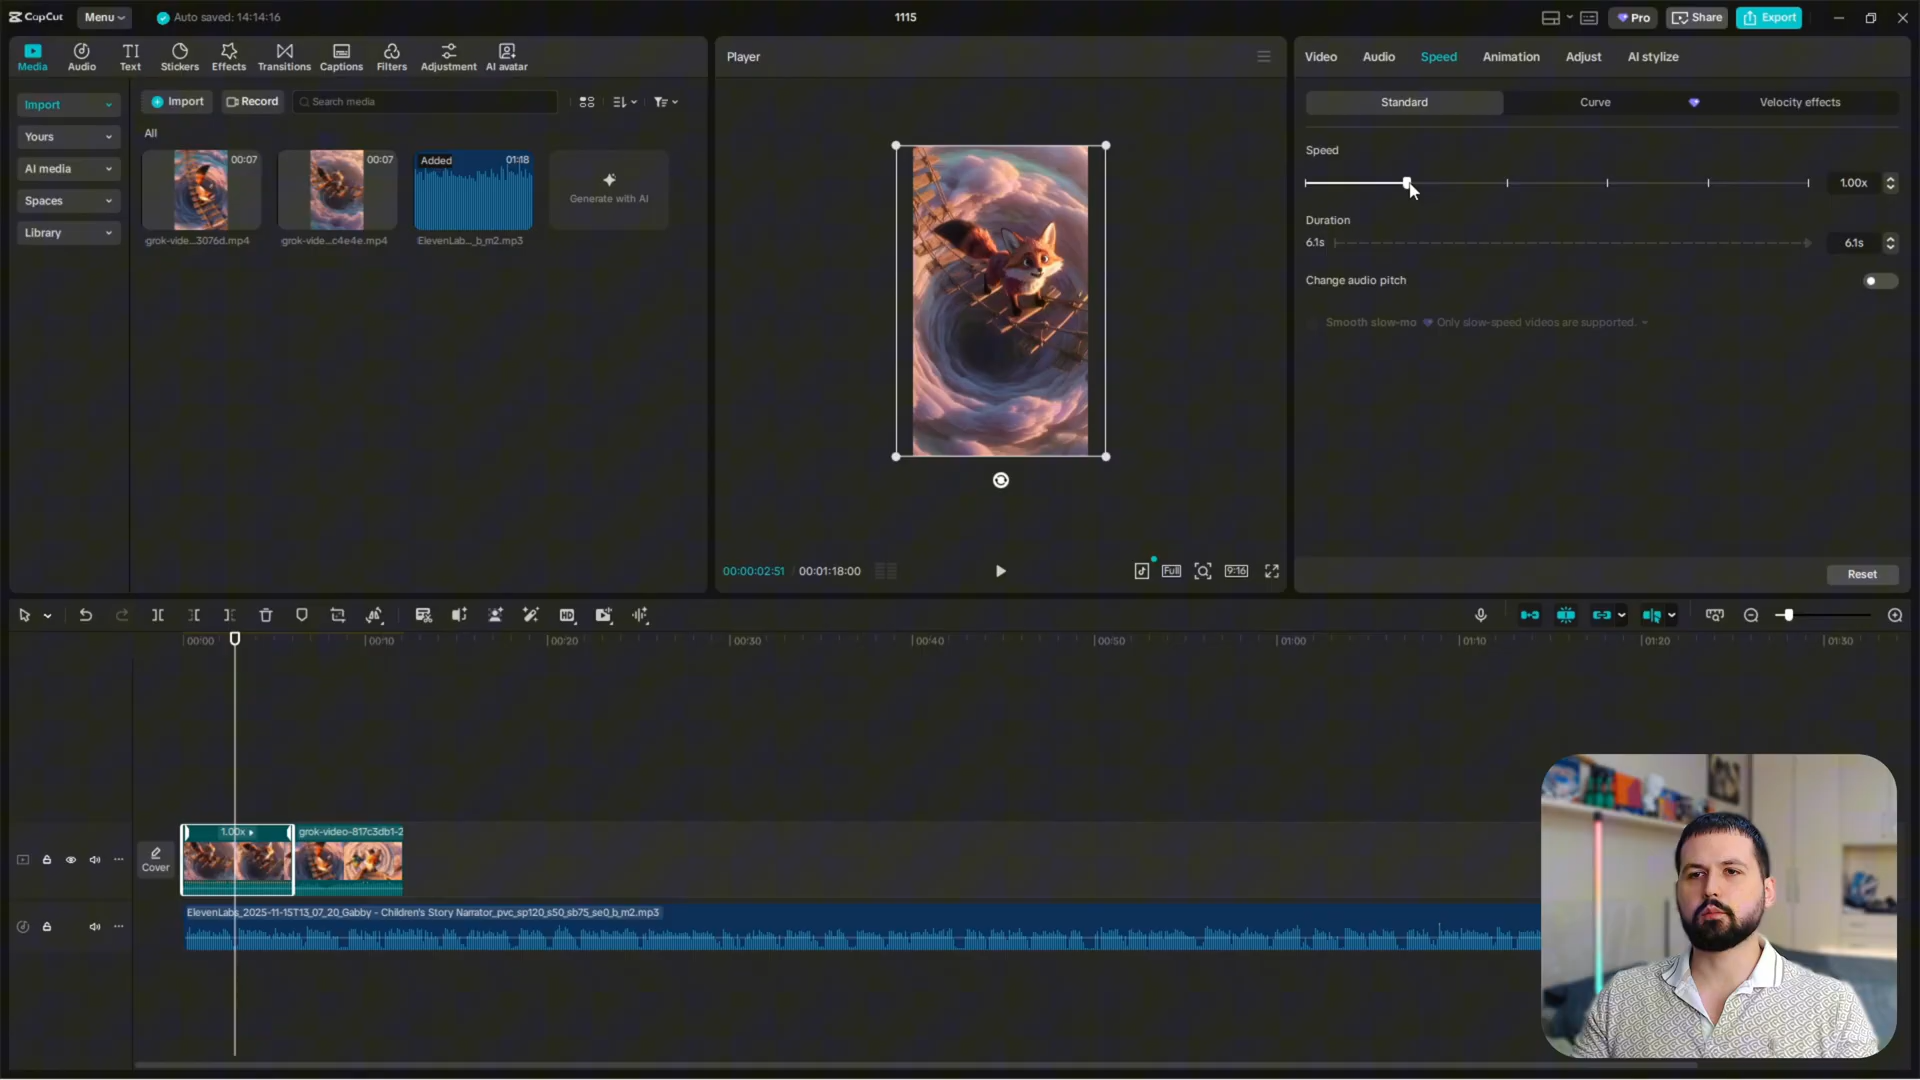 CapCut
Menu
Auto saved: 14:14:16
1115
Pro
Share
Export
Media
Audio
Text
Stickers
Effects
Transitions
Captions
Filters
Adjustment
AI avatar
Import
Yours
AI media
Spaces
Library
Import
Record
Search media
All
00:07
00:07
Added
01:18
grok-vide...3076d.mp4
grok-vide...c4e4e.mp4
ElevenLab..._b_m2.mp3
Generate with AI
Player
00:00:02:51 / 00:01:18:00
Full
9:16
Video
Audio
Speed
Animation
Adjust
AI stylize
Standard
Curve
Velocity effects
Speed
1.00x
Duration
6.1s
6.1s
Change audio pitch
Smooth slow-mo
Only slow-speed videos are supported.
Reset
HD
00:00
00:10
00:20
00:30
00:40
00:50
01:00
01:10
01:20
01:30
Cover
1.00x
grok-video-817c3db1-2
ElevenLabs_2025-11-15T13_07_20_Gabby - Children's Story Narrator_pvc_sp120_s50_sb75_se0_b_m2.mp3